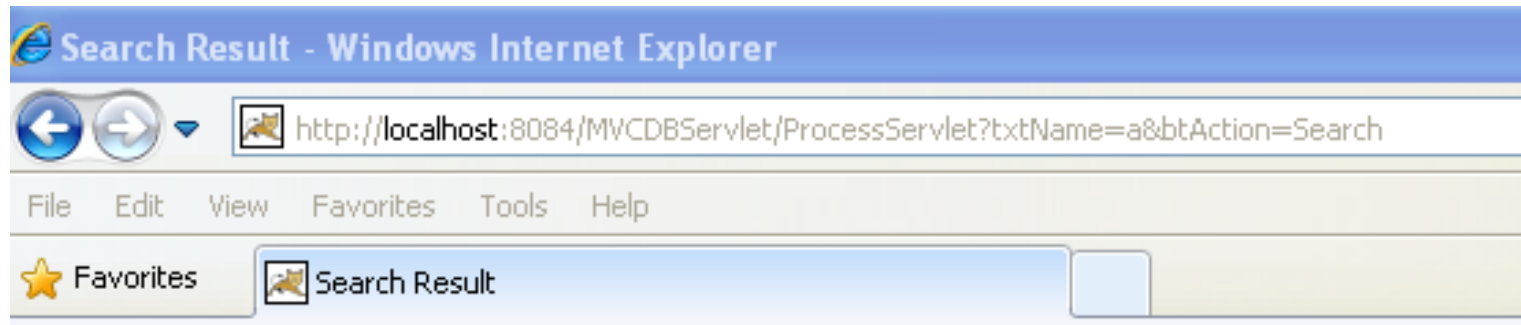 Search Result - Windows Internet Explorer
http://localhost:8084/MVCDBServlet/ProcessServlet?txtName=a&btAction=Search
File Edit View Favorites Tools Help
Favorites Search Result